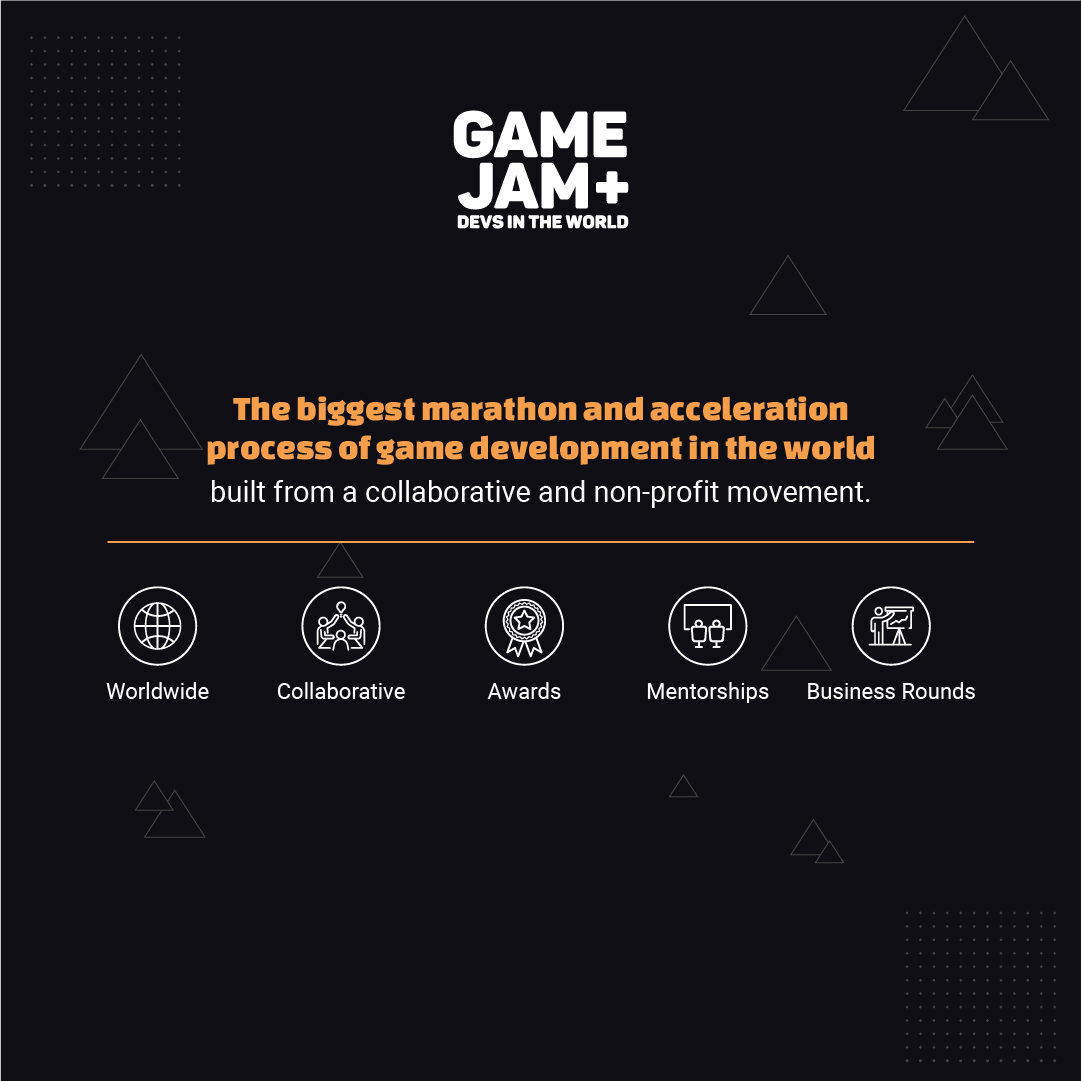 GAME
JAM+
DEVS IN THE WORLD
The biggest marathon and acceleration
process of game development in the world
built from a collaborative and non-profit movement.
Worldwide
Collaborative
Awards
Mentorships
Business Rounds